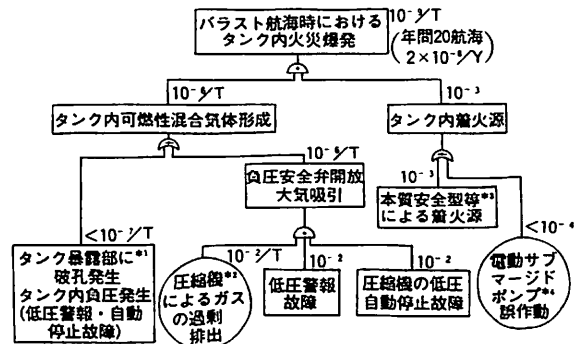 バラスト航海時における
タンク内火災爆発
10⁻⁹/T
(年間20航海
2×10⁻⁸/Y)
10⁻⁶/T
10⁻³
タンク内可燃性混合気体形成
タンク内着火源
10⁻⁶/T
負圧安全弁開放
大気吸引
10⁻³
本質安全型等*³
による着火源
<10⁻⁷/T
タンク暴露部に*¹
破孔発生
タンク内負圧発生
(低圧警報・自動
停止故障)
10⁻²/T
圧縮機*²
によるガス
の過剰
排出
10⁻²
低圧警報
故障
10⁻²
圧縮機の低圧
自動停止故障
<10⁻⁴
電動サブ
マージド
ポンプ*⁴
誤作動